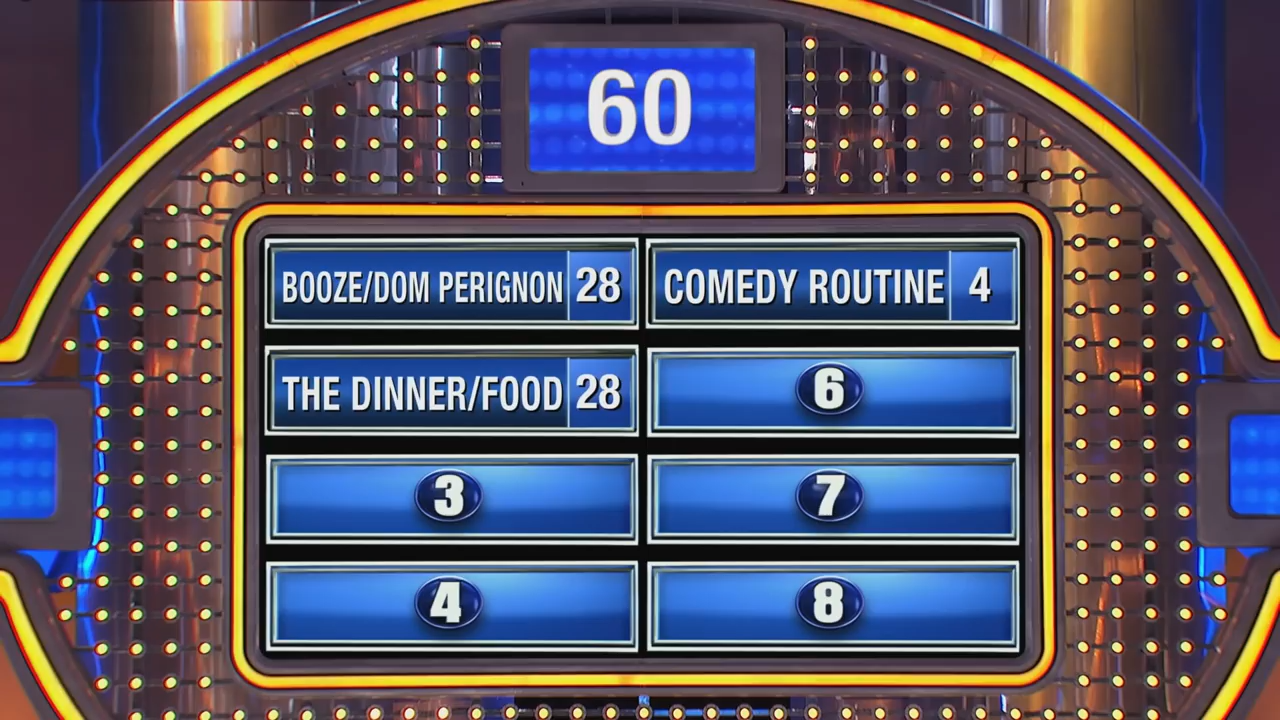 60
BOOZE/DOM PERIGNON 28
COMEDY ROUTINE 4
THE DINNER/FOOD 28
6
3
7
4
8